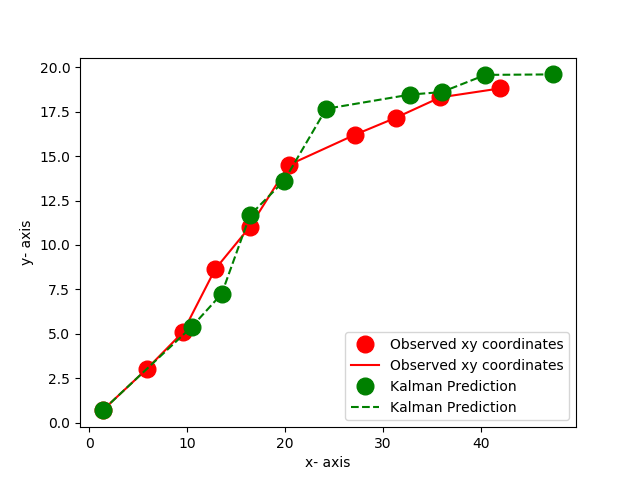 20.0
17.5
15.0
12.5
10.0
7.5
5.0
2.5
0.0
y- axis
0 10 20 30 40
x- axis
Observed xy coordinates
Observed xy coordinates
Kalman Prediction
Kalman Prediction